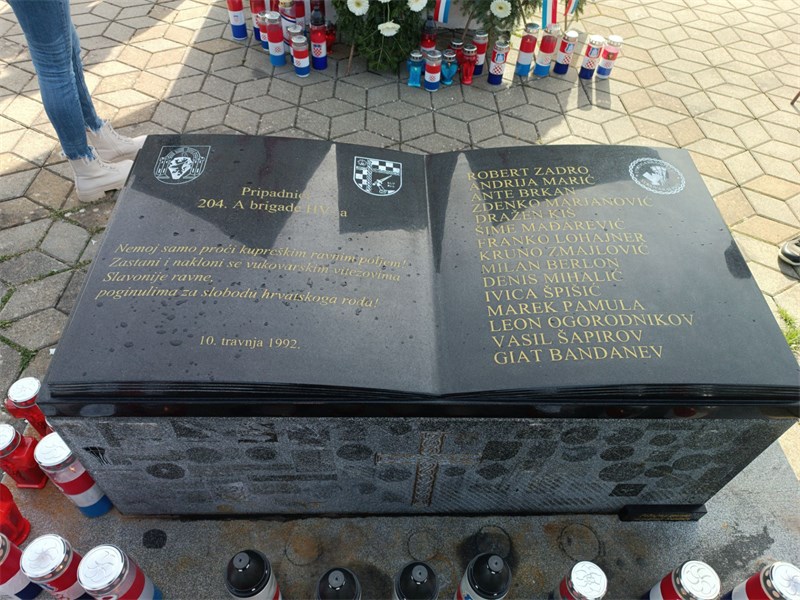 Pripadnici
204. A brigade HV-a
Nemoj samo proći kupreškim ravnim poljem!
Zastani i nakloni se vukovarskim vitezovima
Slavonije ravne,
poginulima za slobodu hrvatskoga roda!
10. travnja 1992.
ROBERT ZADRO
ANDRIJA MARIĆ
ANTE BRKAN
ZDENKO MARJANOVIĆ
DRAŽEN KIŠ
ŠIME MAĐAREVIĆ
FRANKO LOHAJNER
KRUNO ZMAJLOVIĆ
MILAN BERLON
DENIS MIHALIĆ
IVICA ŠPIŠIĆ
MAREK PAMULA
LEON OGORODNIKOV
VASIL ŠAPIROV
GIAT BANDANEV